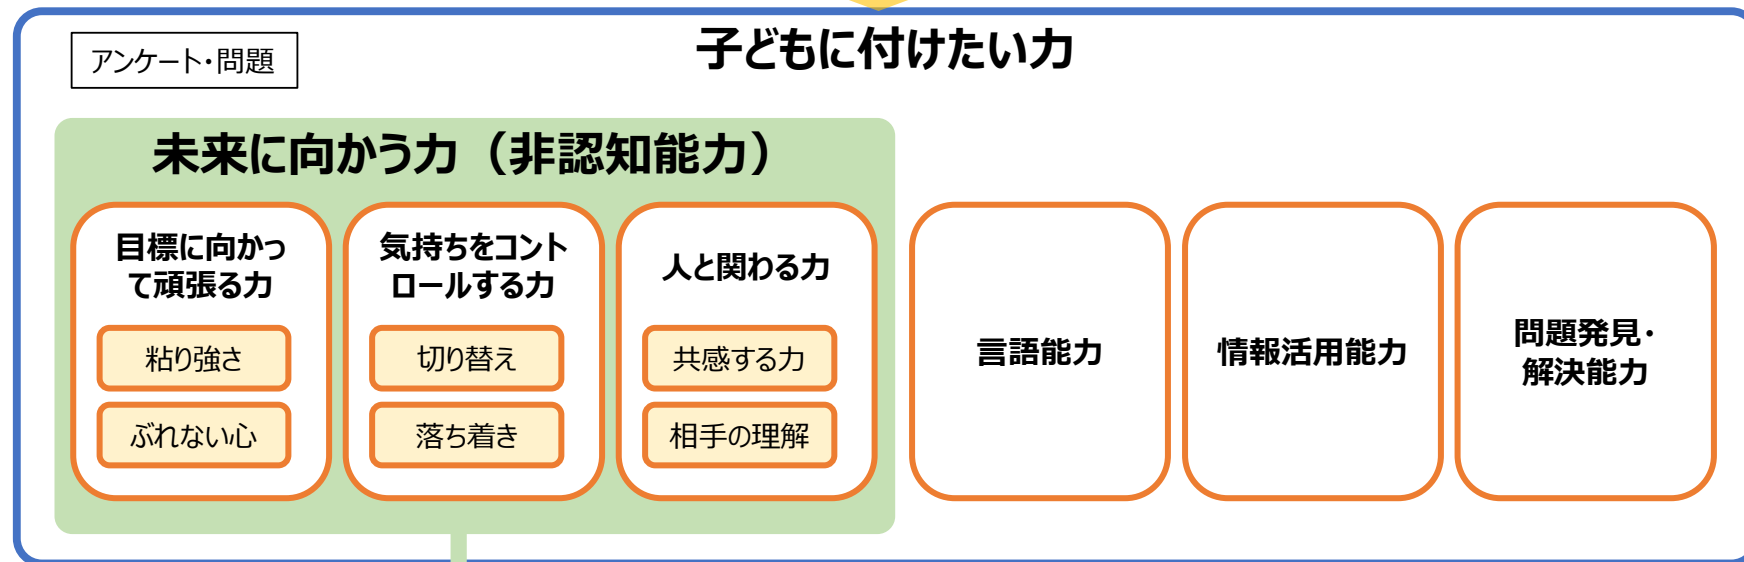 子どもに付けたい力
アンケート・問題
未来に向かう力（非認知能力）
目標に向かっ
て頑張る力
粘り強さ
ぶれない心
気持ちをコント
ロールする力
切り替え
落ち着き
人と関わる力
共感する力
相手の理解
言語能力
情報活用能力
問題発見・
解決能力